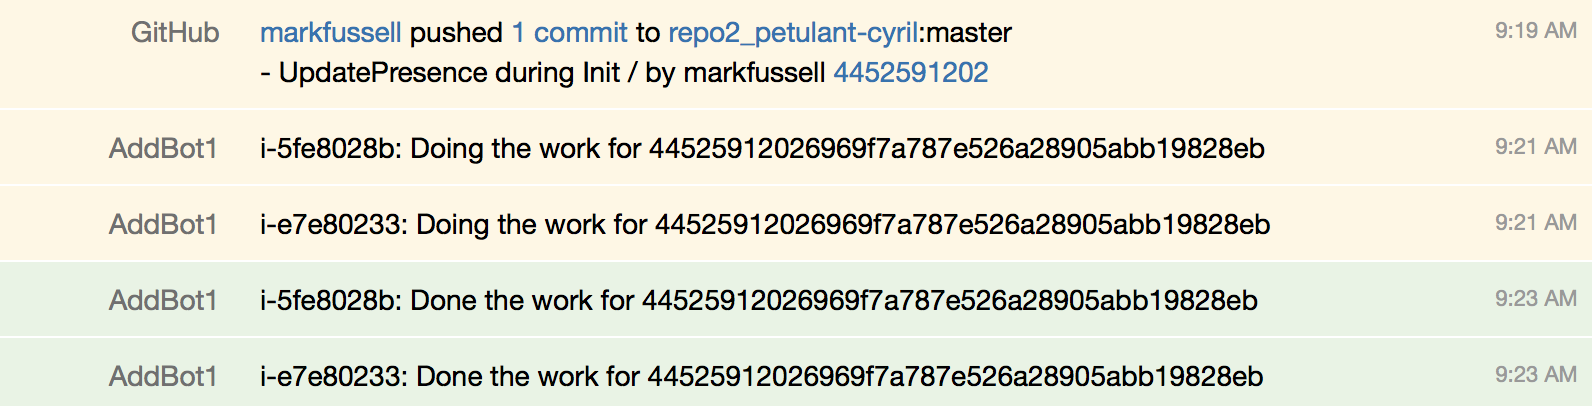 GitHub markfussell pushed 1 commit to repo2_petulant-cyril:master 9:19 AM
- UpdatePresence during Init / by markfussell 4452591202
AddBot1 i-5fe8028b: Doing the work for 44525912026969f7a787e526a28905abb19828eb 9:21 AM
AddBot1 i-e7e80233: Doing the work for 44525912026969f7a787e526a28905abb19828eb 9:21 AM
AddBot1 i-5fe8028b: Done the work for 44525912026969f7a787e526a28905abb19828eb 9:23 AM
AddBot1 i-e7e80233: Done the work for 44525912026969f7a787e526a28905abb19828eb 9:23 AM